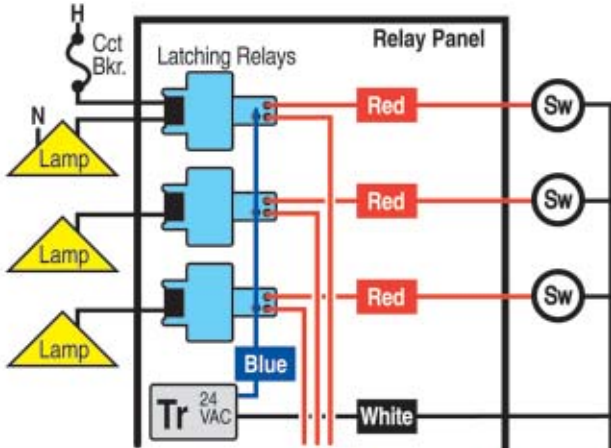 H
Cct
Bkr.
Relay Panel
Latching Relays
N
Lamp
Red
Sw
Lamp
Red
Sw
Lamp
Red
Sw
Blue
Tr 24
VAC
White